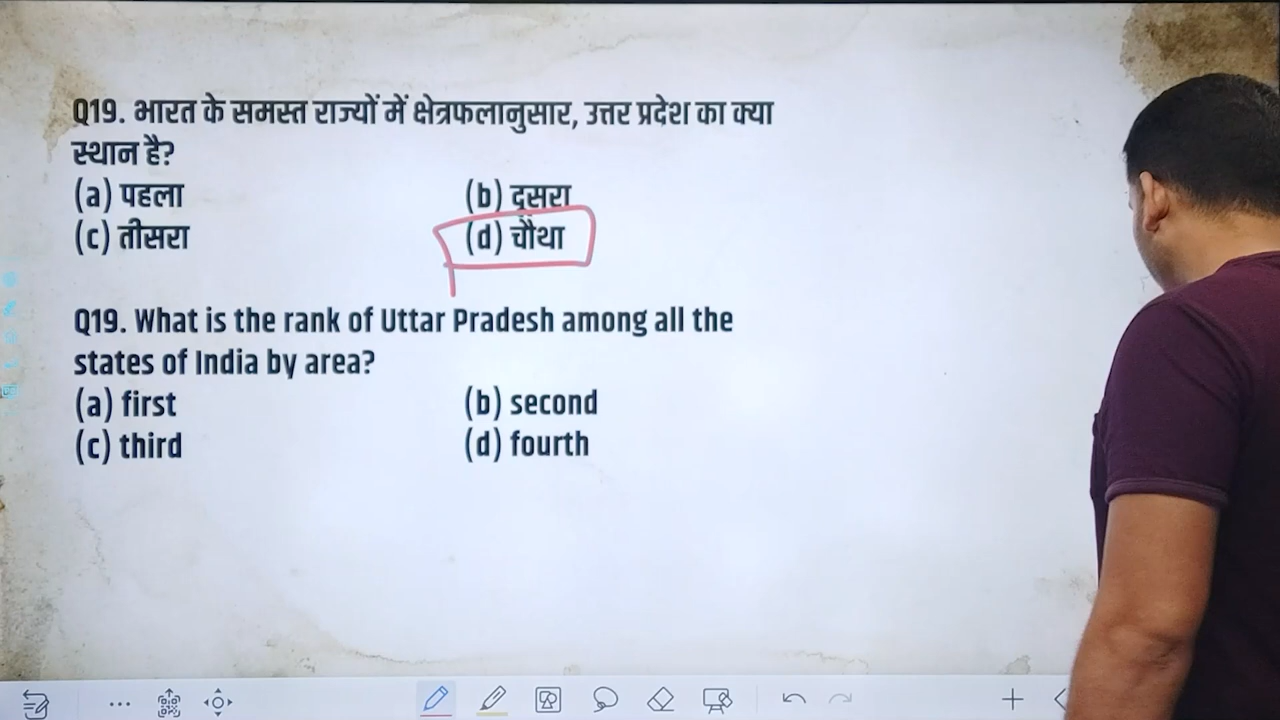 Q19. भारत के समस्त राज्यों में क्षेत्रफलानुसार, उत्तर प्रदेश का क्या
स्थान है?
(a) पहला (b) दूसरा
(c) तीसरा (d) चौथा
Q19. What is the rank of Uttar Pradesh among all the
states of India by area?
(a) first (b) second
(c) third (d) fourth